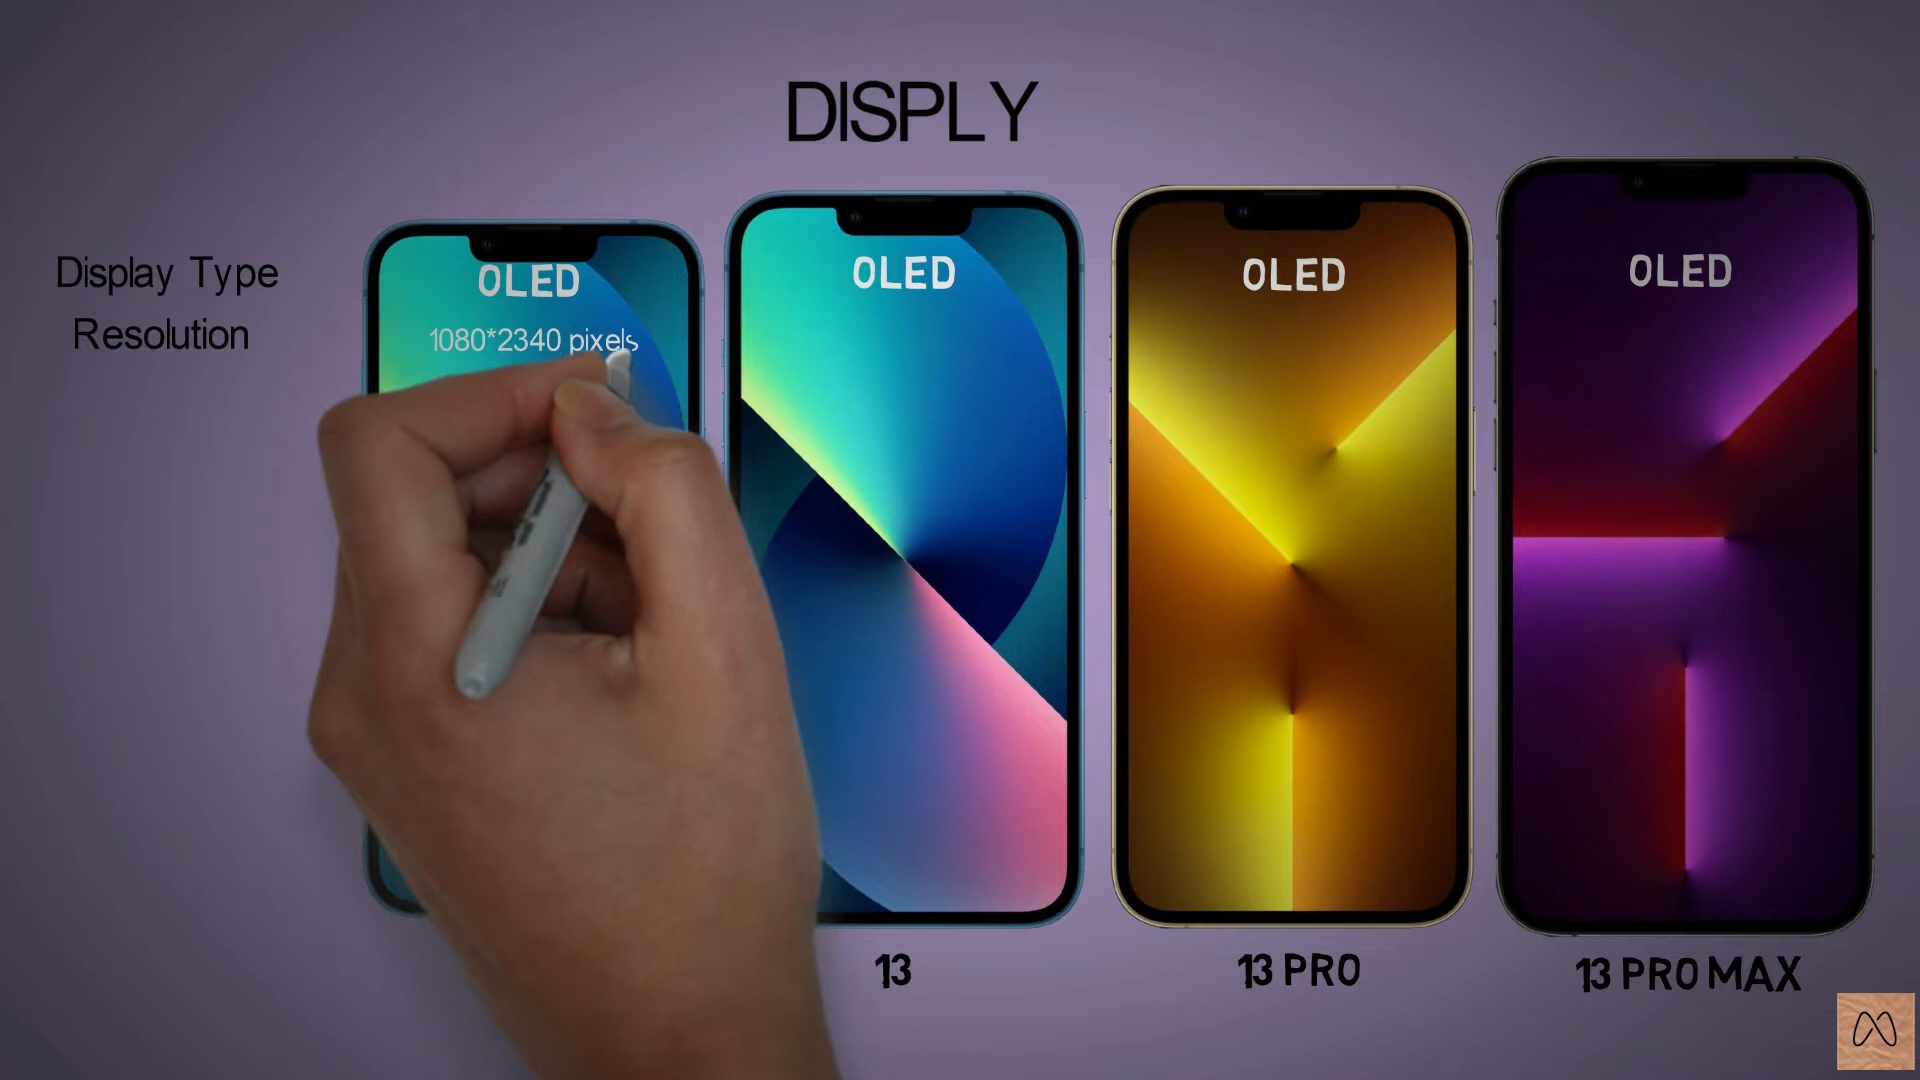 DISPLY
Display Type
OLED
OLED
OLED
OLED
Resolution
1080*2340 pixels
13
13 PRO
13 PRO MAX